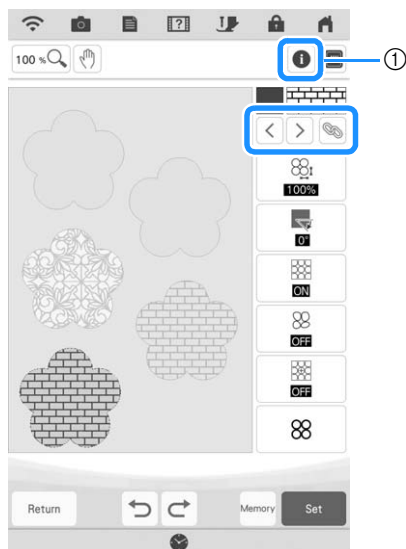 ?
100 %
i
①
100%
0°
ON
OFF
OFF
Return
Memory
Set